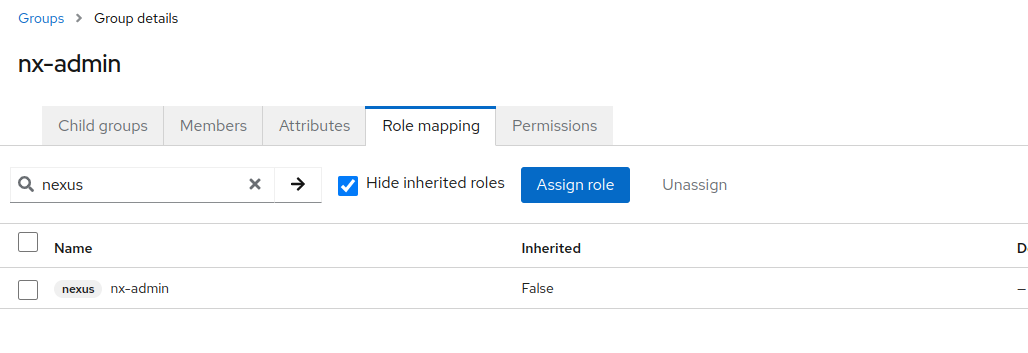 Groups > Group details
nx-admin
Child groups Members Attributes Role mapping Permissions
nexus Hide inherited roles Assign role Unassign
Name Inherited
nexus nx-admin False –